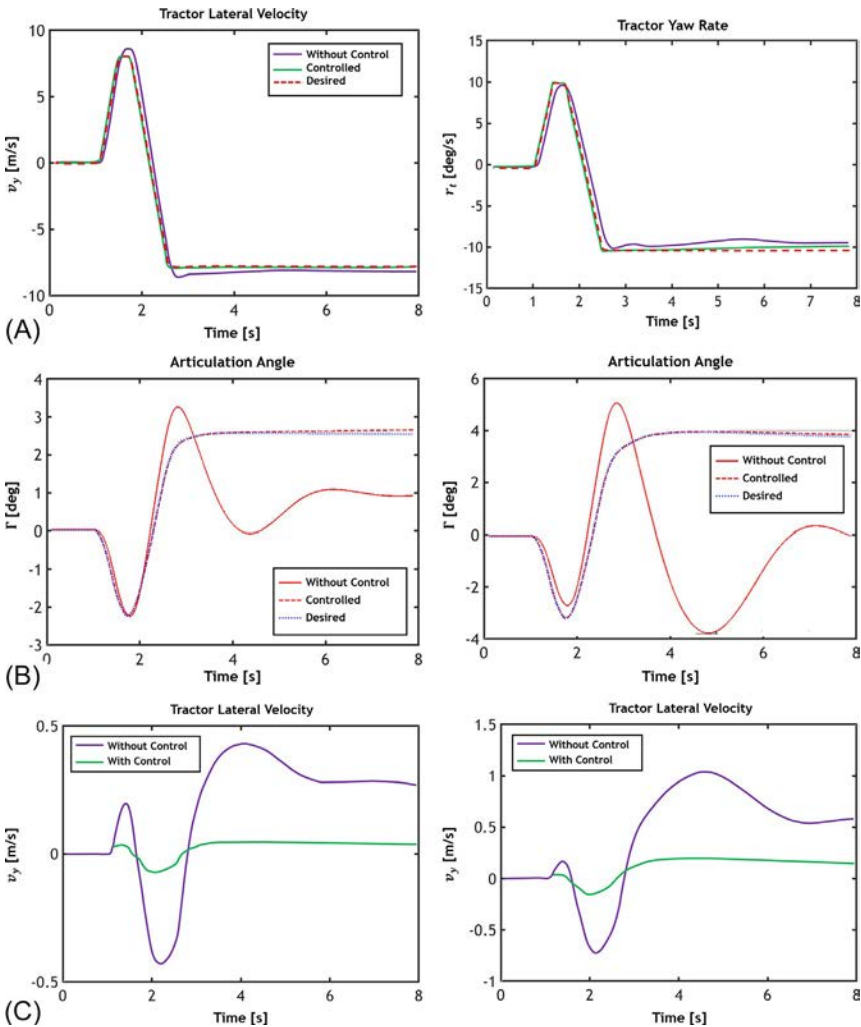 Tractor Lateral Velocity
10
5
0
-5
-10
v_y [m/s]
Without Control
Controlled
Desired
0 2 4 6 8
Time [s]
(A)
Tractor Yaw Rate
15
10
5
0
-5
-10
-15
r_t [deg/s]
0 1 2 3 4 5 6 7 8
Time [s]
Articulation Angle
4
3
2
1
0
-1
-2
-3
Γ [deg]
Without Control
Controlled
Desired
0 2 4 6 8
Time [s]
(B)
Articulation Angle
6
4
2
0
-2
-4
Γ [deg]
Without Control
Controlled
Desired
0 2 4 6 8
Time [s]
Tractor Lateral Velocity
0.5
0
-0.5
v_y [m/s]
Without Control
With Control
0 2 4 6 8
Time [s]
(C)
Tractor Lateral Velocity
1.5
1
0.5
0
-0.5
-1
v_y [m/s]
Without Control
With Control
0 2 4 6 8
Time [s]